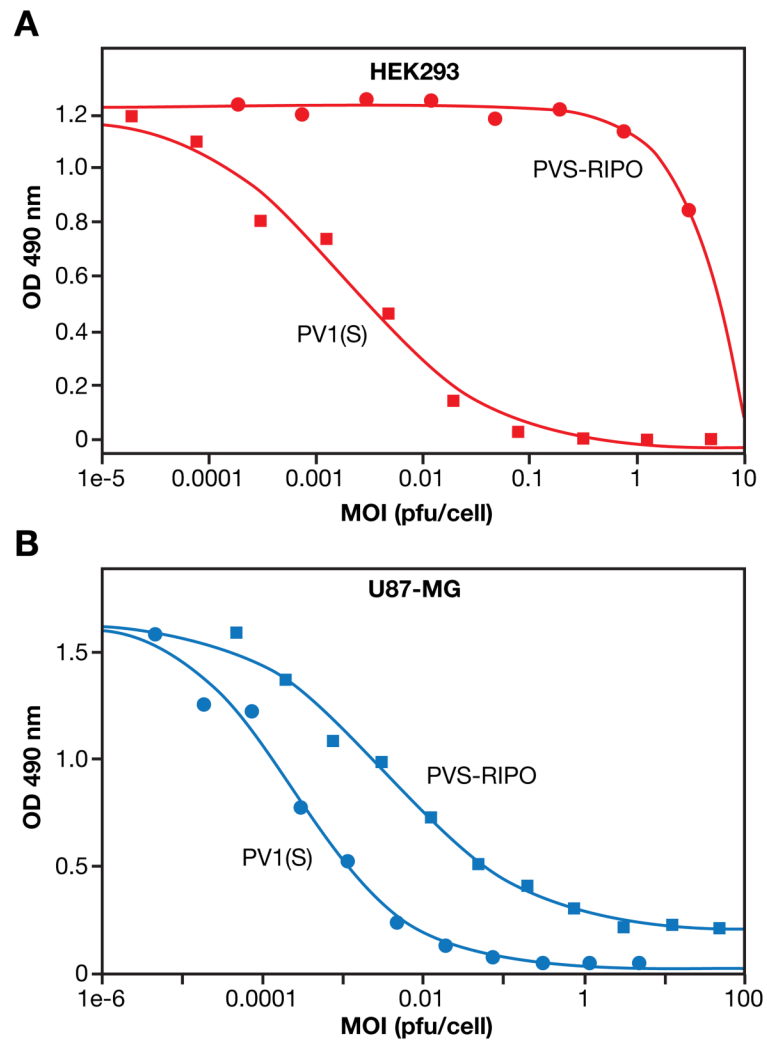 A
HEK293
OD 490 nm
1.2
1.0
0.8
0.6
0.4
0.2
0
PVS-RIPO
PV1(S)
1e-5 0.0001 0.001 0.01 0.1 1 10
MOI (pfu/cell)
B
U87-MG
OD 490 nm
1.5
1.0
0.5
0
PVS-RIPO
PV1(S)
1e-6 0.0001 0.01 1 100
MOI (pfu/cell)